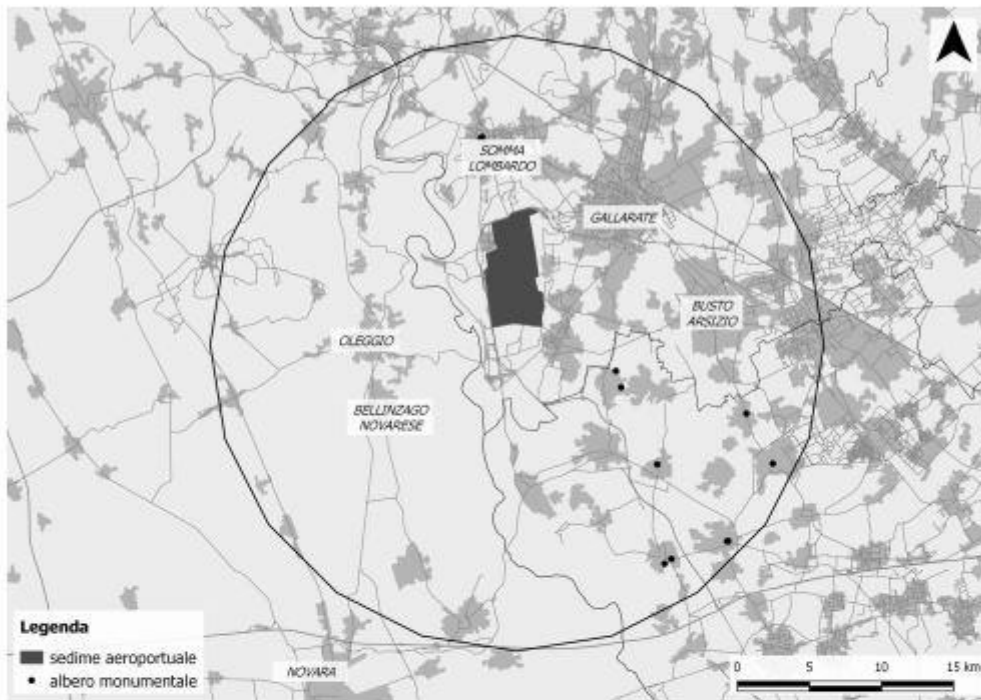 SOMMA
LOMBARDO
GALLARATE
BUSTO
ARSIZIO
OLEGGIO
BELLINZAGO
NOVARESE
Legenda
sedime aeroportuale
albero monumentale
NOVARA
0 5 10 15 km